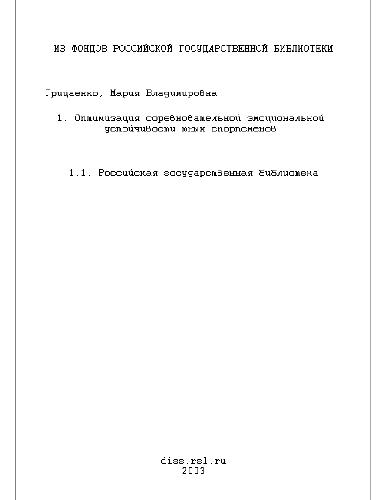 ИЗ ФОНДОВ РОССИЙСКОЙ ГОСУДАРСТВЕННОЙ БИБЛИОТЕКИ
Гридаенко, Мария Владимировна
1. Оптимизация соревновательной эмоциональной
устойчивости юных спортсменов
1.1. Российская государственная библиотека
diss.rsl.ru
2003